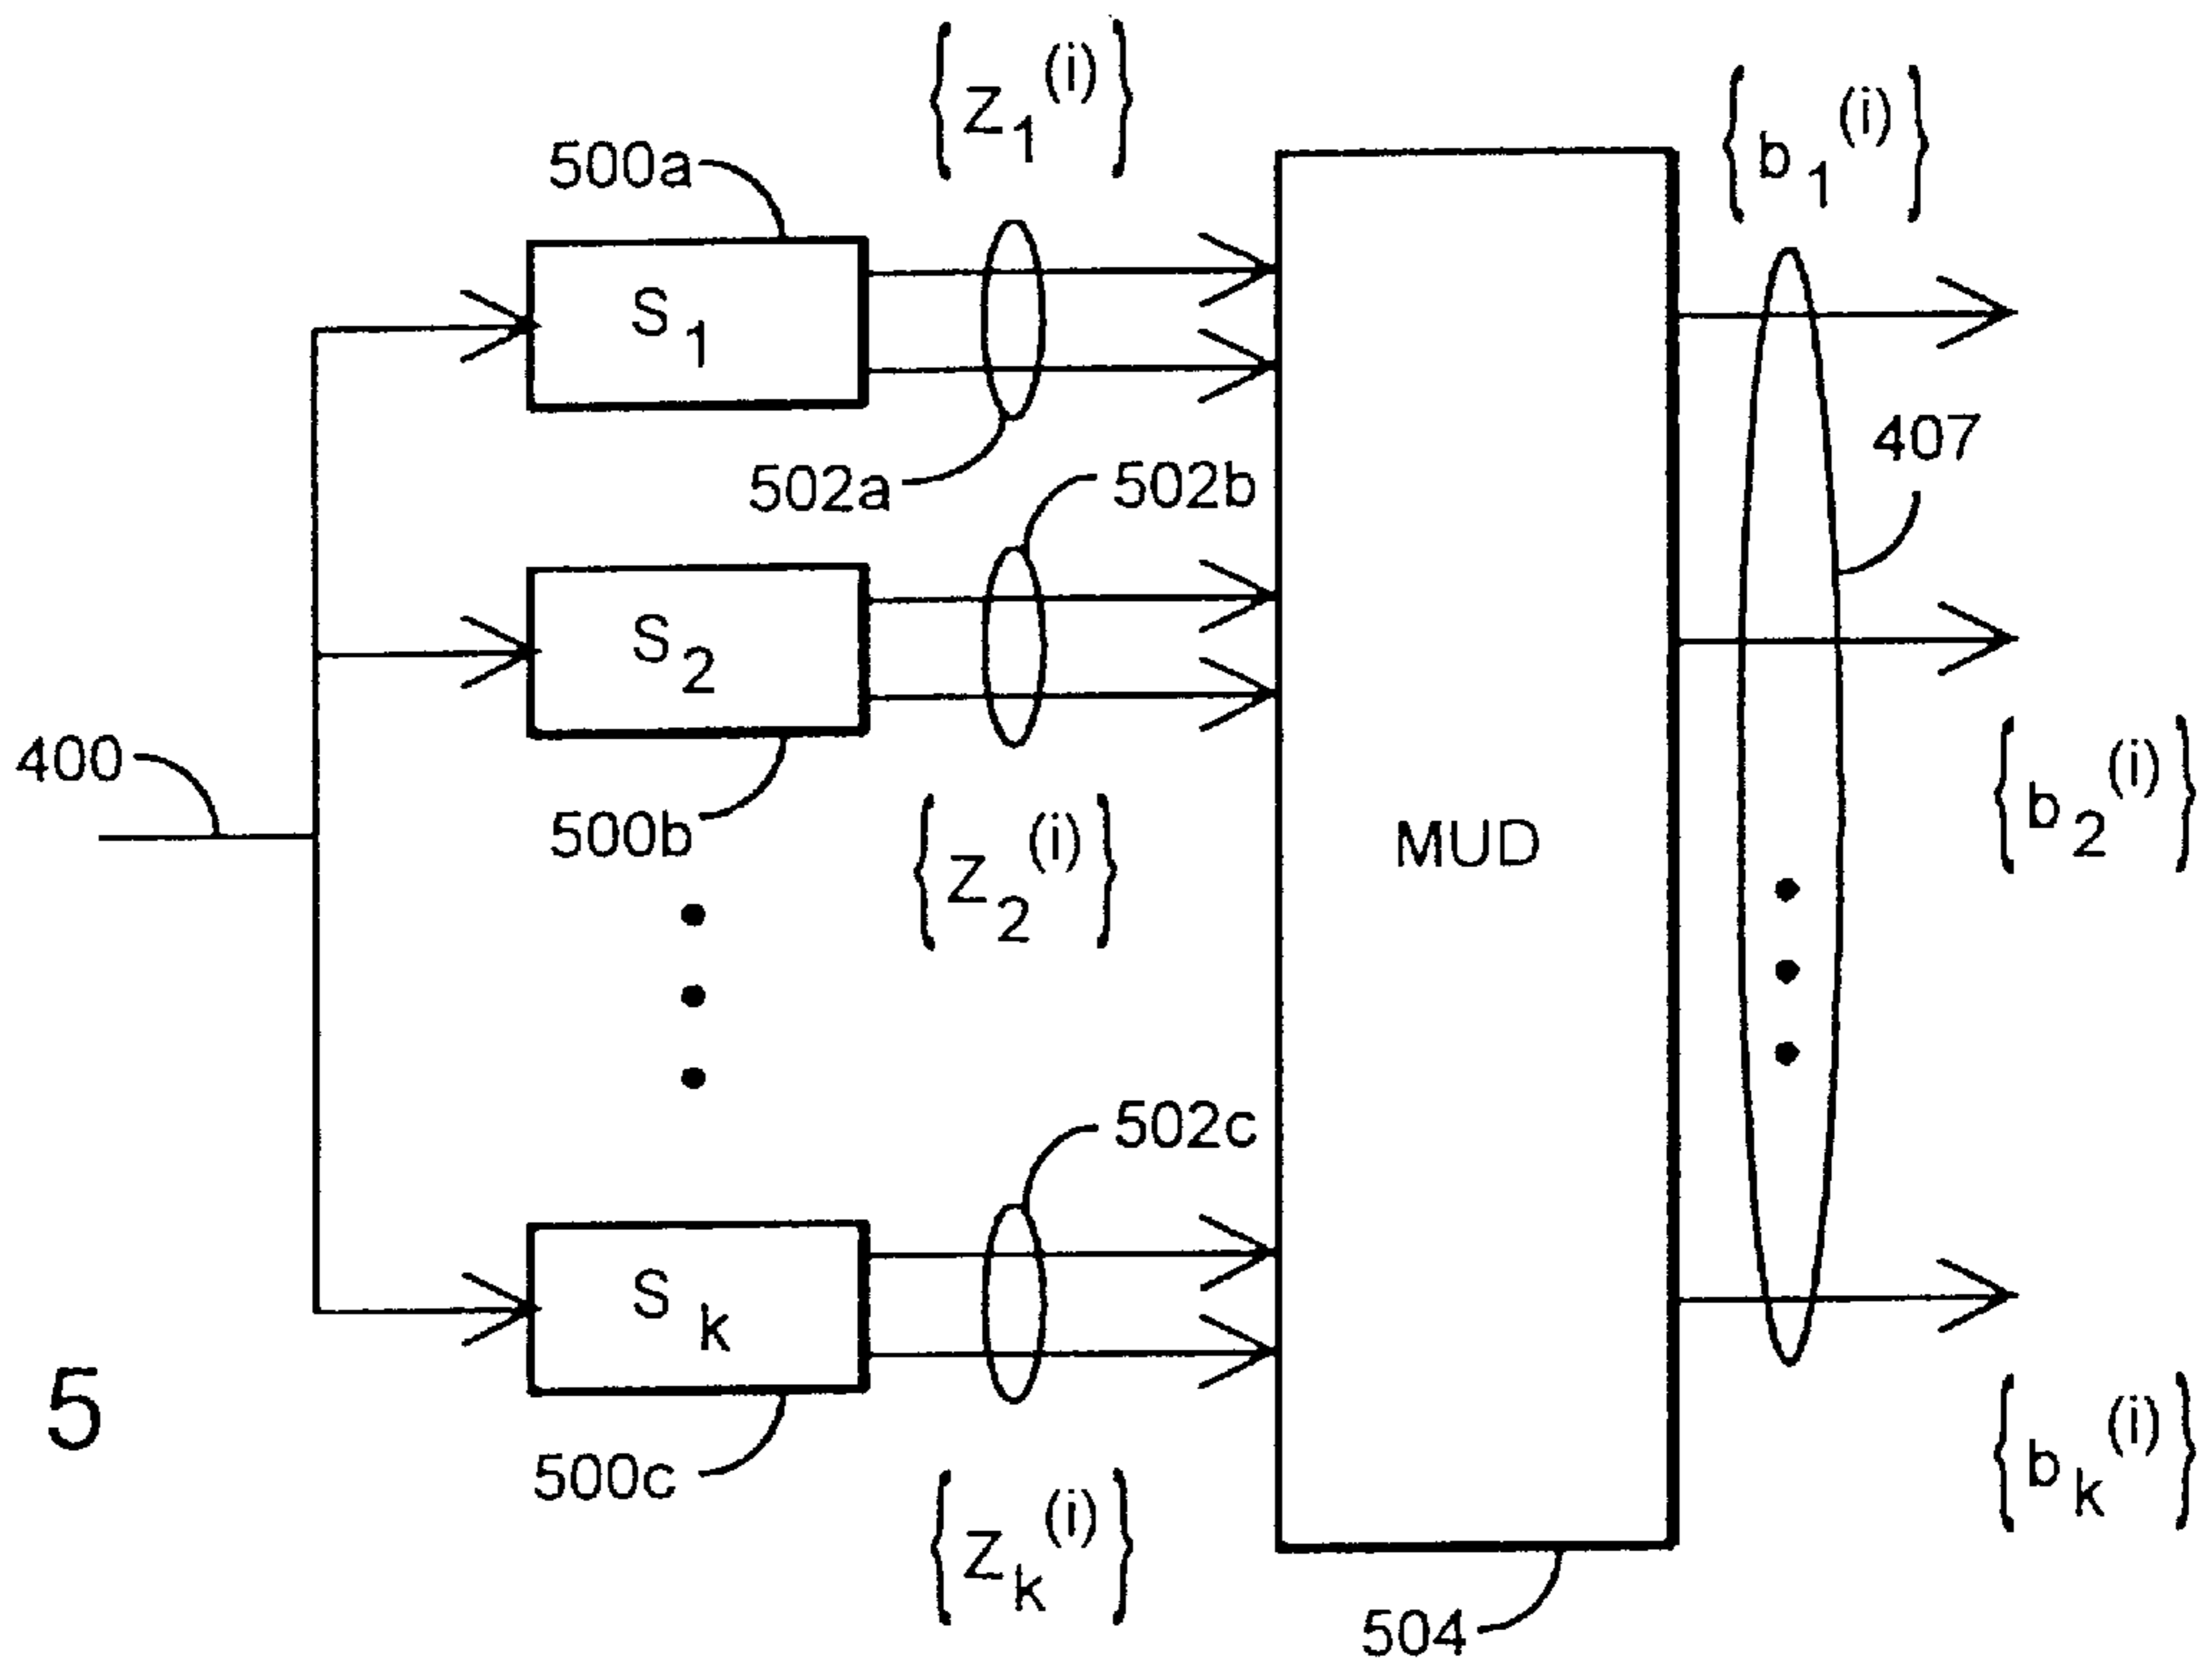 {Z₁⁽ⁱ⁾}
{b₁⁽ⁱ⁾}
500a
S₁
407
502a
502b
S₂
400
{b₂⁽ⁱ⁾}
500b
{Z₂⁽ⁱ⁾}
MUD
502c
Sₖ
5
{bₖ⁽ⁱ⁾}
500c
{Zₖ⁽ⁱ⁾}
504